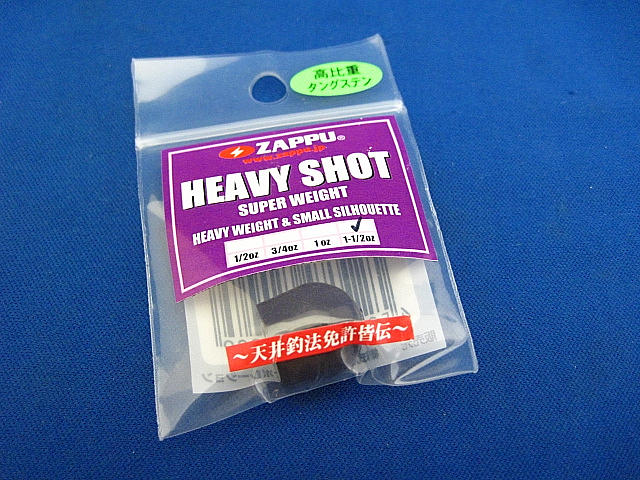 高比重
タングステン
ZAPPU®
www.zappu.jp
HEAVY SHOT
SUPER WEIGHT
HEAVY WEIGHT & SMALL SILHOUETTE
1/2oz 3/4oz 1oz 1-1/2oz
～天井釣法免許皆伝～